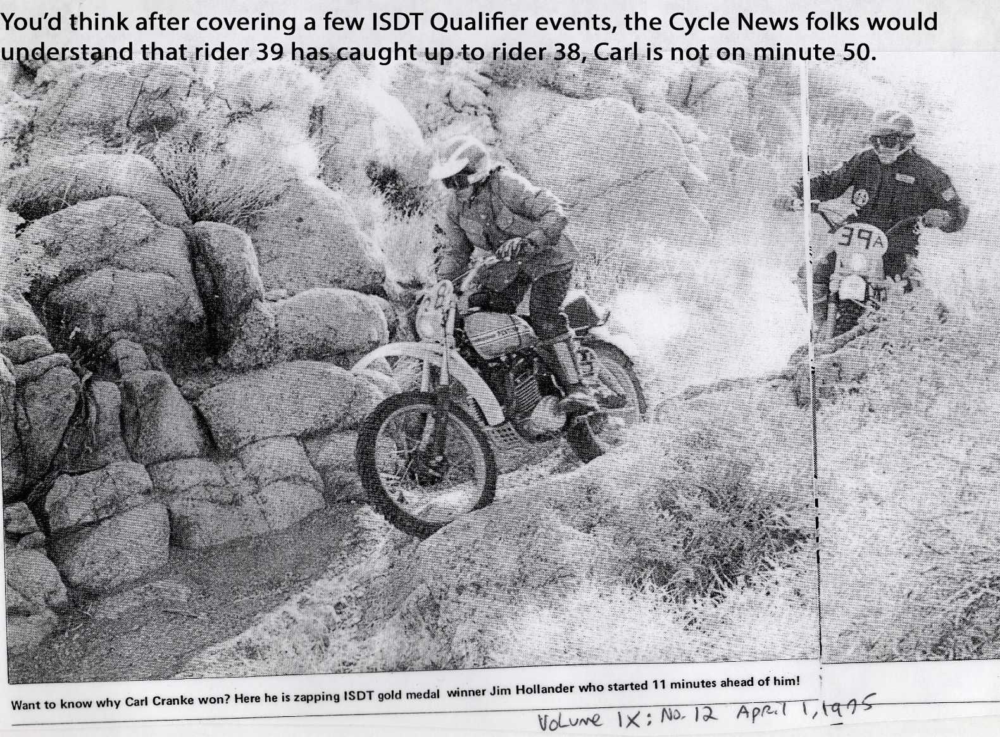 You'd think after covering a few ISDT Qualifier events, the Cycle News folks would
understand that rider 39 has caught up to rider 38, Carl is not on minute 50.
39A
Want to know why Carl Cranke won? Here he is zapping ISDT gold medal winner Jim Hollander who started 11 minutes ahead of him!
Volume IX: No. 12 April 1, 1975